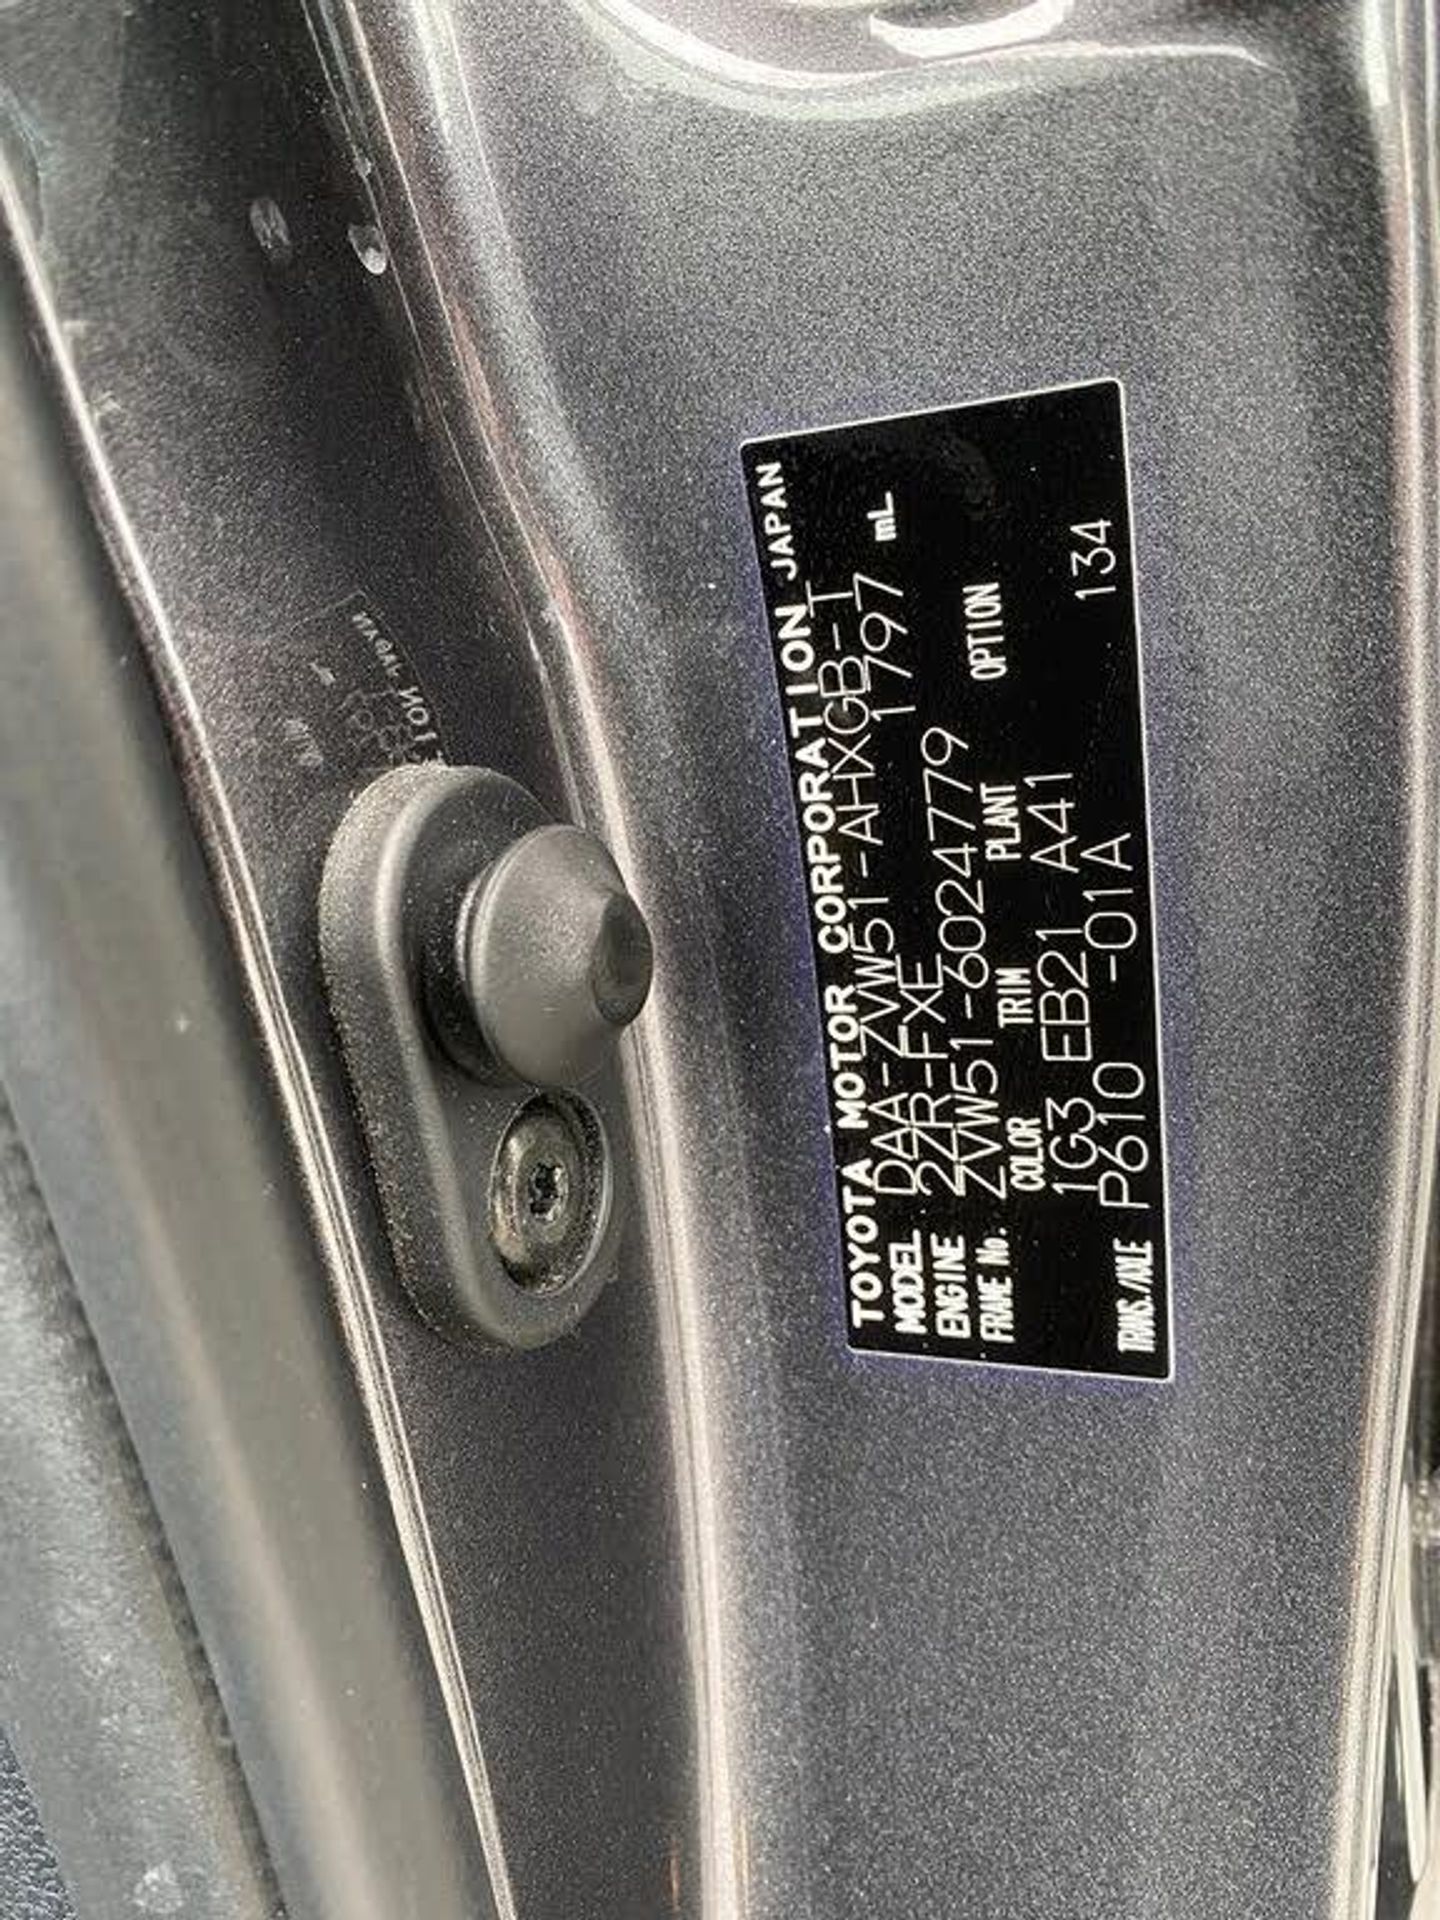 TOYOTA MOTOR CORPORATION JAPAN
MODEL DAA-ZVW51-AHXGB-T
ENGINE 2ZR-FXE 1797 mL
FRAME No. ZVW51-6024779
COLOR TRIM PLANT OPTION
1G3 EB21 A41
TRANS./AXLE P610 -01A 134